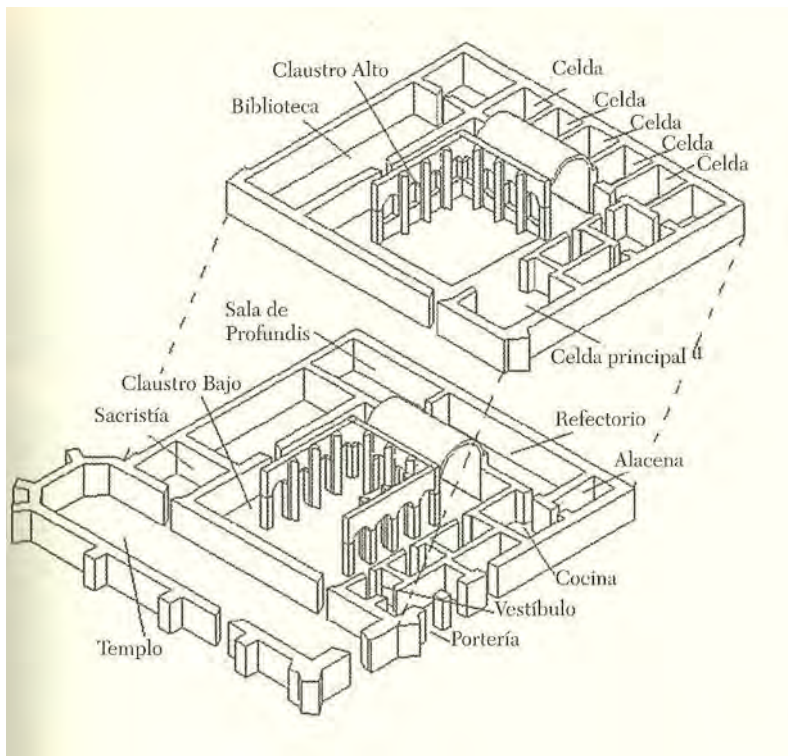 Claustro Alto
Biblioteca
Celda
Celda
Celda
Celda
Celda
Celda principal
Sala de
Profundis
Claustro Bajo
Sacristía
Refectorio
Alacena
Cocina
Vestíbulo
Portería
Templo